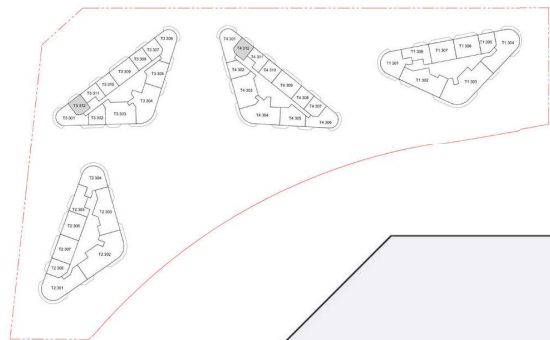 T3 306
T3 307
T3 308
T3 309
T3 305
T3 310
T3 311
T3 304
T3 312
T3 301
T3 302
T3 303
T4 301
T4 312
T4 311
T4 302
T4 310
T4 303
T4 309
T4 308
T4 307
T4 304
T4 305
T4 306
T1 304
T1 305
T1 306
T1 307
T1 308
T1 301
T1 302
T1 303
T2 304
T2 305
T2 303
T2 306
T2 307
T2 302
T2 308
T2 301